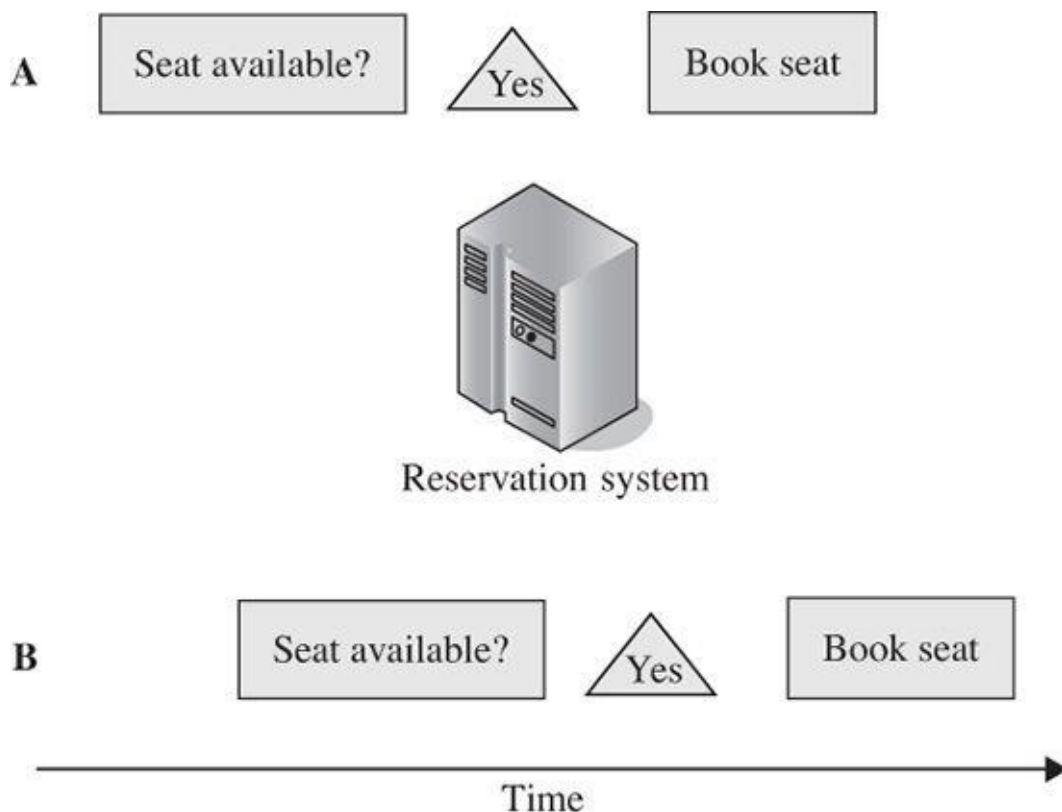 A
Seat available?
Yes
Book seat
Reservation system
B
Seat available?
Yes
Book seat
Time